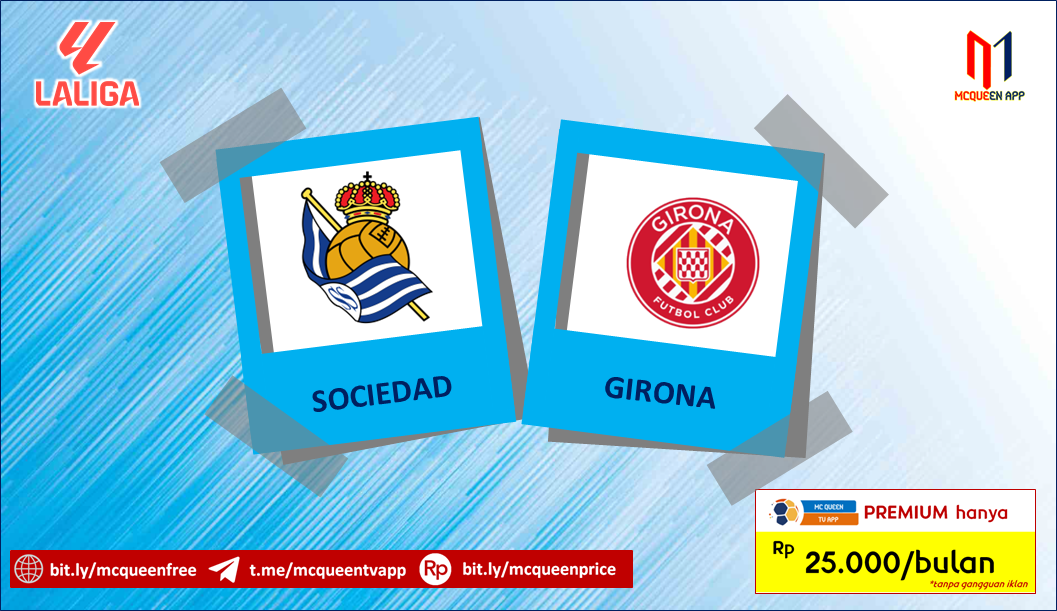 LALIGA
MCQUEEN APP
SOCIEDAD
GIRONA
FUTBOL CLUB
GIRONA
MC QUEEN
TV APP
PREMIUM hanya
Rp 25.000/bulan
*tanpa gangguan iklan
bit.ly/mcqueenfree
t.me/mcqueentvapp
Rp
bit.ly/mcqueenprice